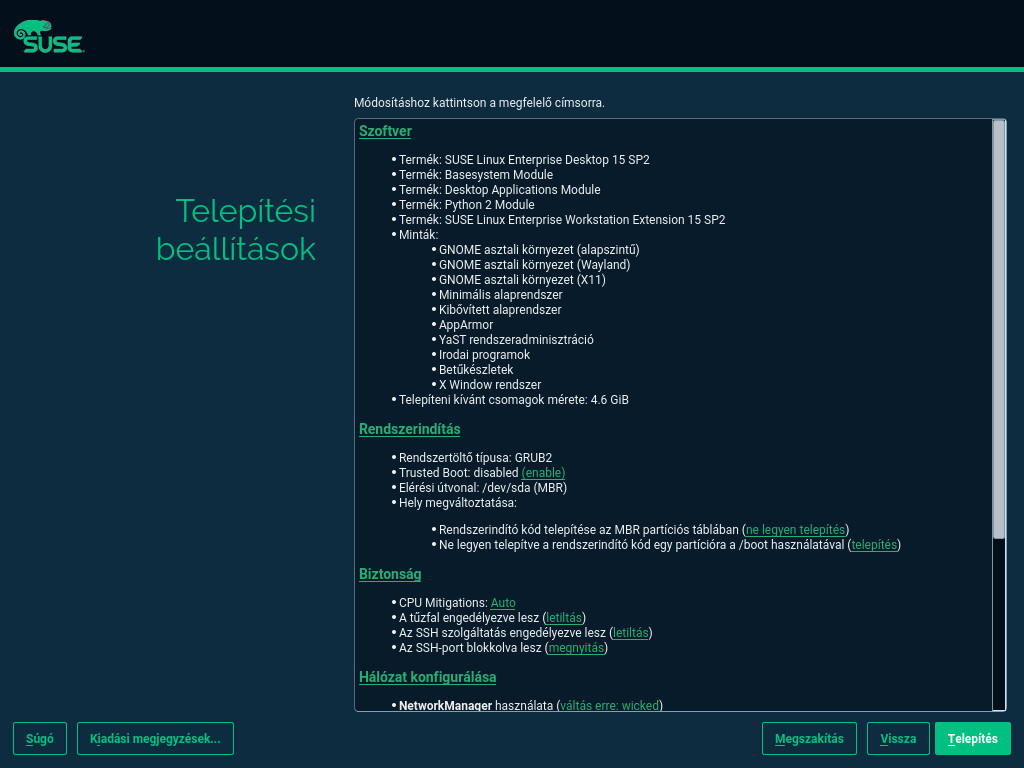 SUSE
Módosításhoz kattintson a megfelelő címsorra.
Telepítési
beállítások
Szoftver
• Termék: SUSE Linux Enterprise Desktop 15 SP2
• Termék: Basesystem Module
• Termék: Desktop Applications Module
• Termék: Python 2 Module
• Termék: SUSE Linux Enterprise Workstation Extension 15 SP2
• Minták:
• GNOME asztali környezet (alapszintű)
• GNOME asztali környezet (Wayland)
• GNOME asztali környezet (X11)
• Minimális alaprendszer
• Kibővített alaprendszer
• AppArmor
• YaST rendszeradminisztráció
• Irodai programok
• Betűkészletek
• X Window rendszer
• Telepíteni kívánt csomagok mérete: 4.6 GiB
Rendszerindítás
• Rendszertöltő típusa: GRUB2
• Trusted Boot: disabled (enable)
• Elérési útvonal: /dev/sda (MBR)
• Hely megváltoztatása:
• Rendszerindító kód telepítése az MBR partíciós táblában (ne legyen telepítés)
• Ne legyen telepítve a rendszerindító kód egy partícióra a /boot használatával (telepítés)
Biztonság
• CPU Mitigations: Auto
• A tűzfal engedélyezve lesz (letiltás)
• Az SSH szolgáltatás engedélyezve lesz (letiltás)
• Az SSH-port blokkolva lesz (megnyitás)
Hálózat konfigurálása
• NetworkManager használata (váltás erre: wicked)
Súgó
Kiadási megjegyzések...
Megszakítás
Vissza
Telepítés